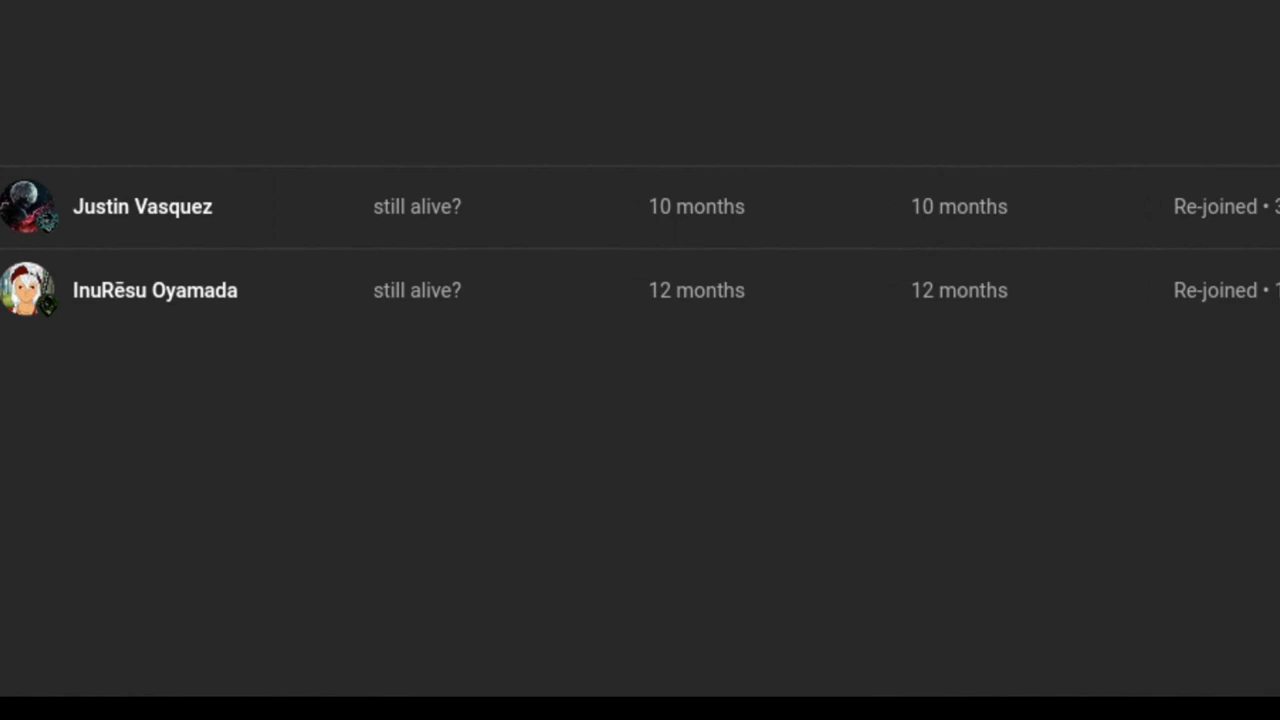 Justin Vasquez still alive? 10 months 10 months Re-joined •
InuRēsu Oyamada still alive? 12 months 12 months Re-joined •